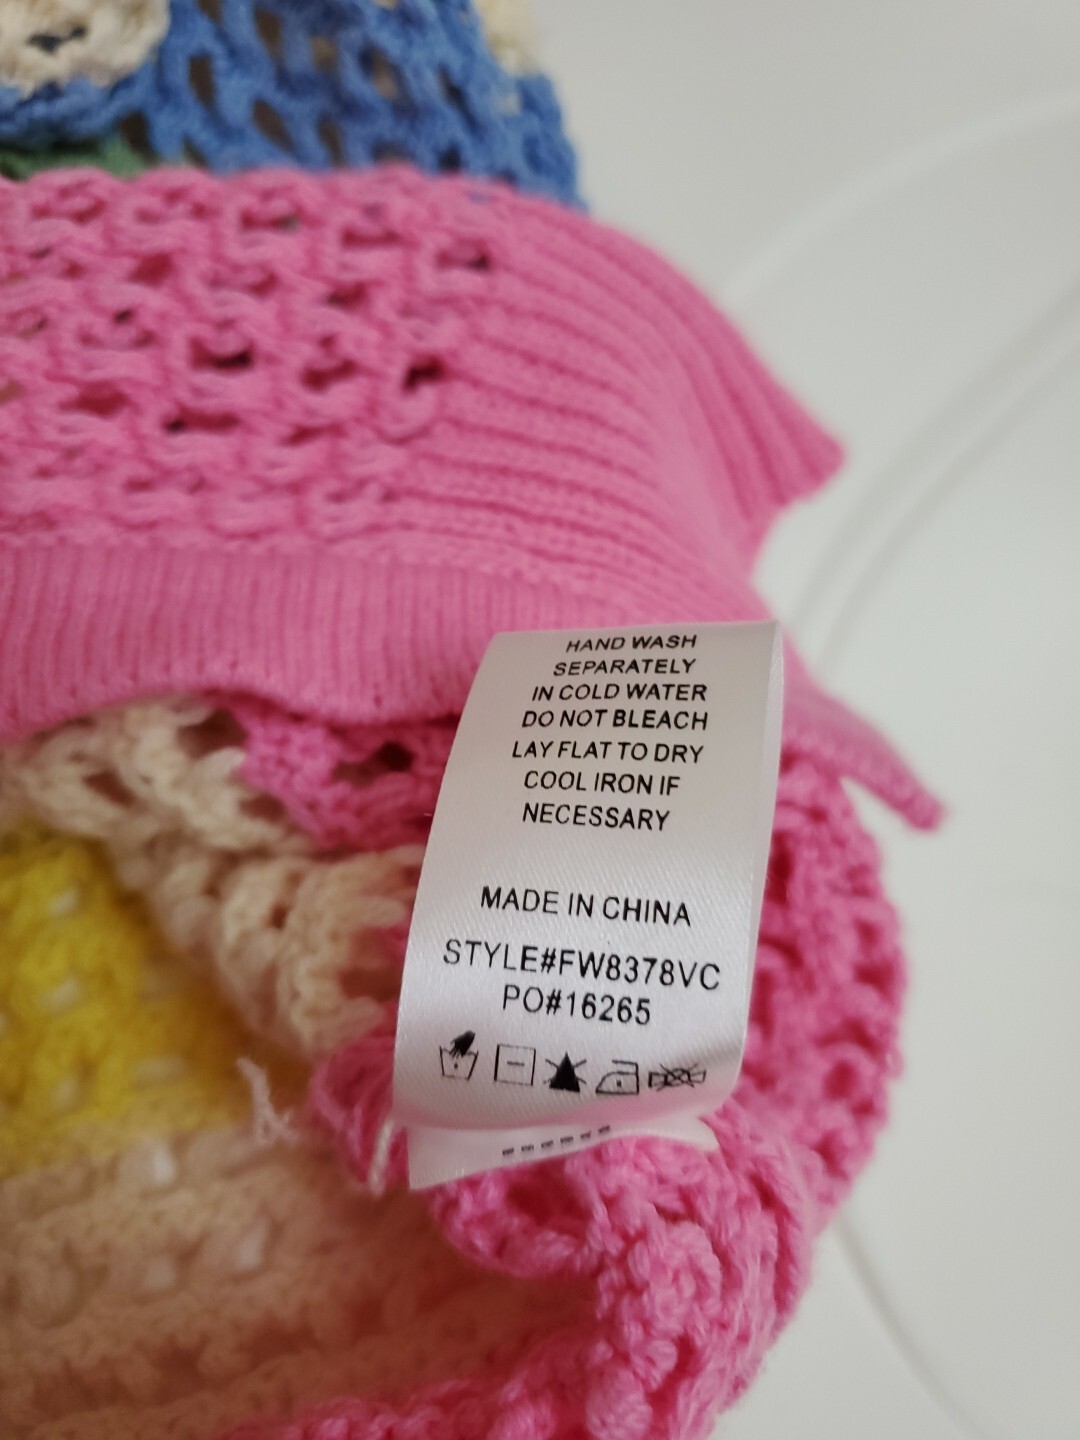 HAND WASH
SEPARATELY
IN COLD WATER
DO NOT BLEACH
LAY FLAT TO DRY
COOL IRON IF
NECESSARY
MADE IN CHINA
STYLE#FW8378VC
PO#16265